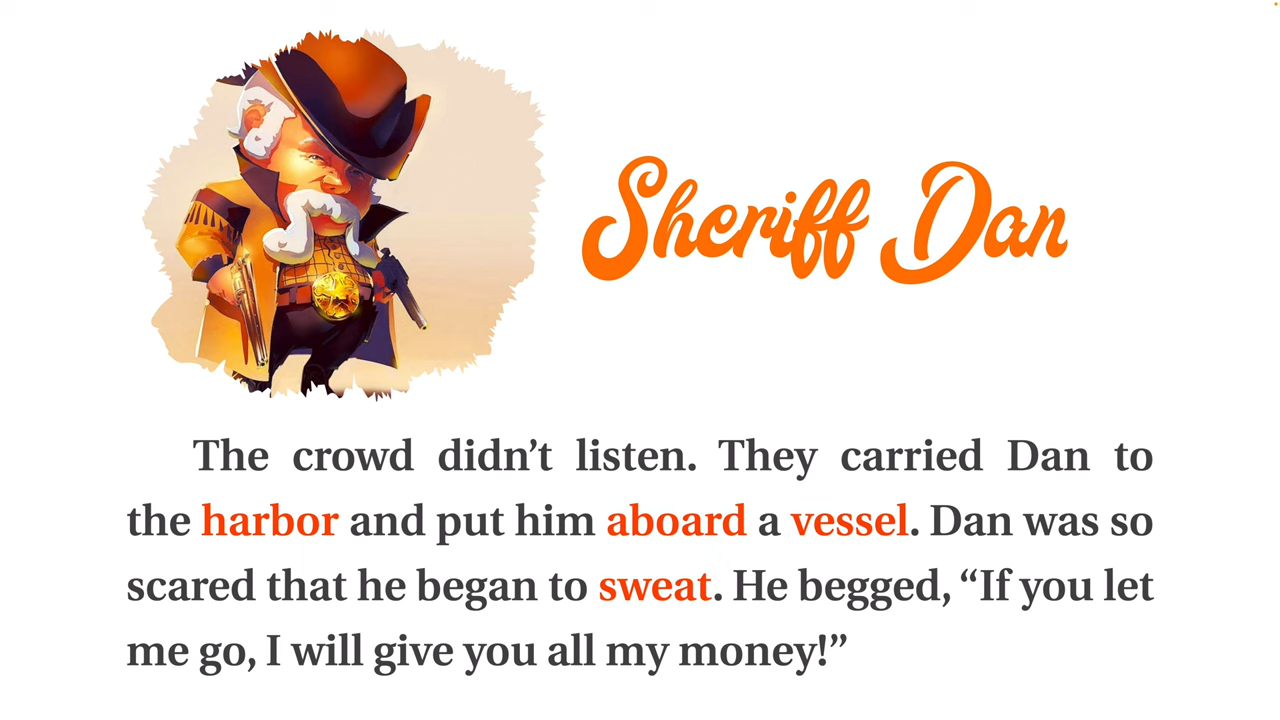 Sheriff Dan
The crowd didn’t listen. They carried Dan to
the harbor and put him aboard a vessel. Dan was so
scared that he began to sweat. He begged, “If you let
me go, I will give you all my money!”